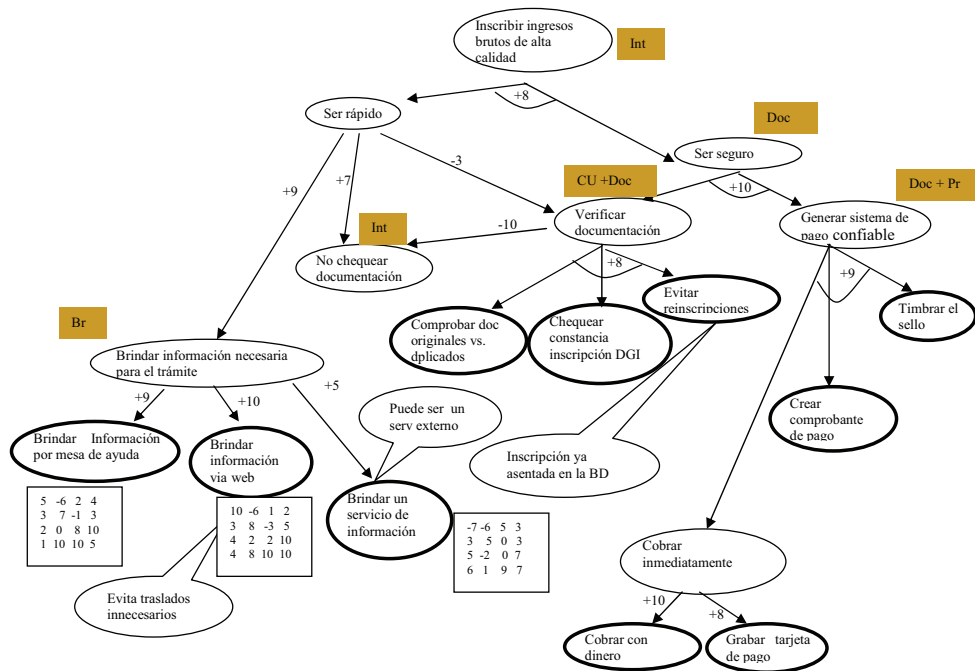 Inscribir ingresos
brutos de alta
calidad
Int
+8
Ser rápido
Doc
Ser seguro
-3
+7
+9
CU +Doc
+10
Doc + Pr
Verificar
documentación
Generar sistema de
pago confiable
Int
-10
No chequear
documentación
+8
+9
Evitar
reinscripciones
Timbrar el
sello
Comprobar doc
originales vs.
dplicados
Chequear
constancia
inscripción DGI
Br
Brindar información necesaria
para el trámite
+9
+10
+5
Puede ser un
serv externo
Crear
comprobante
de pago
Brindar Información
por mesa de ayuda
Brindar
información
via web
Inscripción ya
asentada en la BD
Brindar un
servicio de
información
5 -6 2 4
3 7 -1 3
2 0 8 10
1 10 10 5
10 -6 1 2
3 8 -3 5
4 2 2 10
4 8 10 10
-7 -6 5 3
3 5 0 3
5 -2 0 7
6 1 9 7
Cobrar
inmediatamente
Evita traslados
innecesarios
+10
+8
Cobrar con
dinero
Grabar tarjeta
de pago